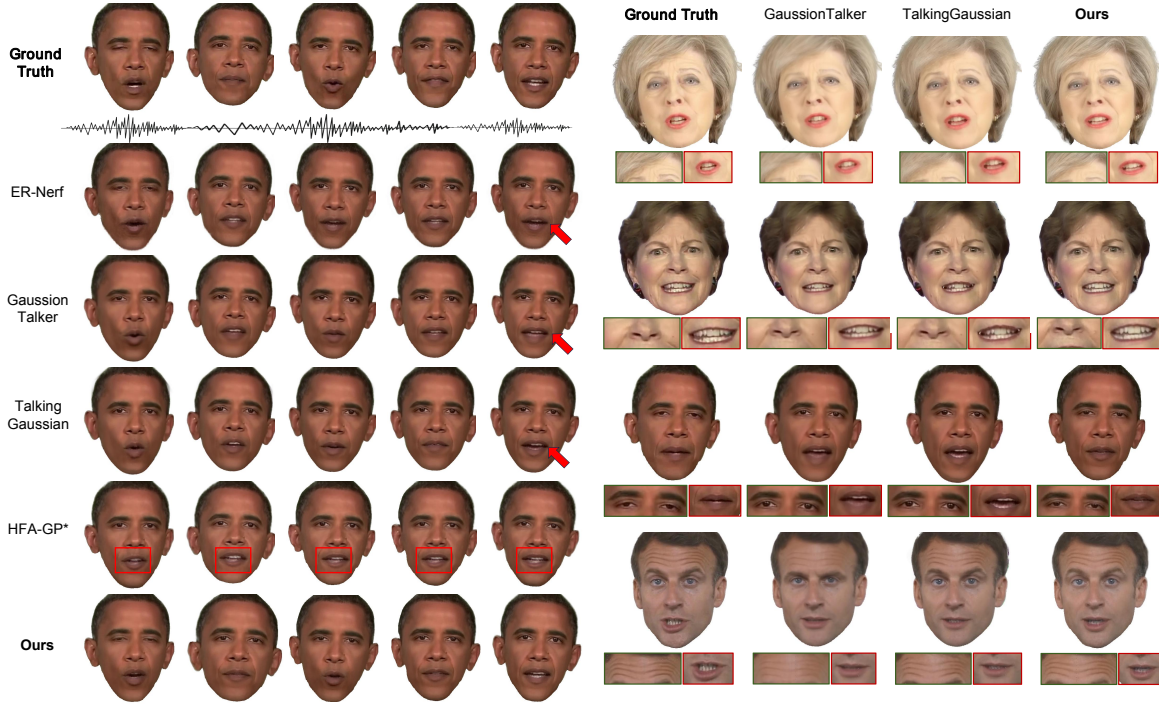 Ground
Truth
ER-Nerf
Gaussion
Talker
Talking
Gaussian
HFA-GP*
Ours
Ground Truth
GaussionTalker
TalkingGaussian
Ours